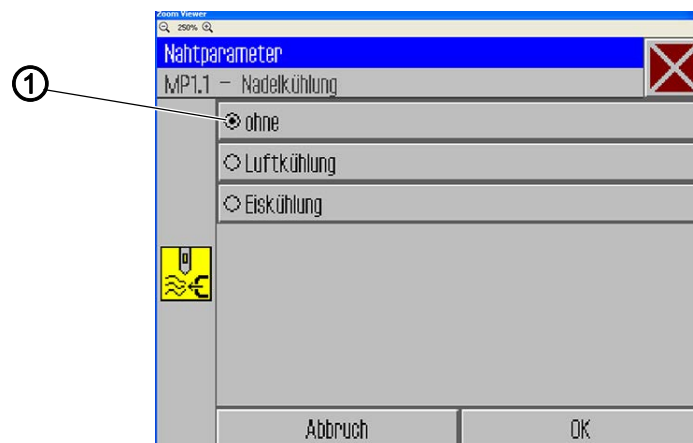 Zoom Viewer
250%
Nahtparameter
MP1.1 - Nadelkühlung
1
ohne
Luftkühlung
Eiskühlung
Abbruch
OK